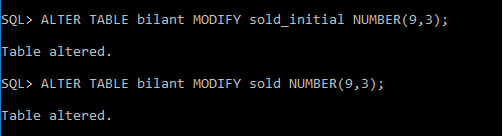 SQL> ALTER TABLE bilant MODIFY sold_initial NUMBER(9,3);
Table altered.
SQL> ALTER TABLE bilant MODIFY sold NUMBER(9,3);
Table altered.